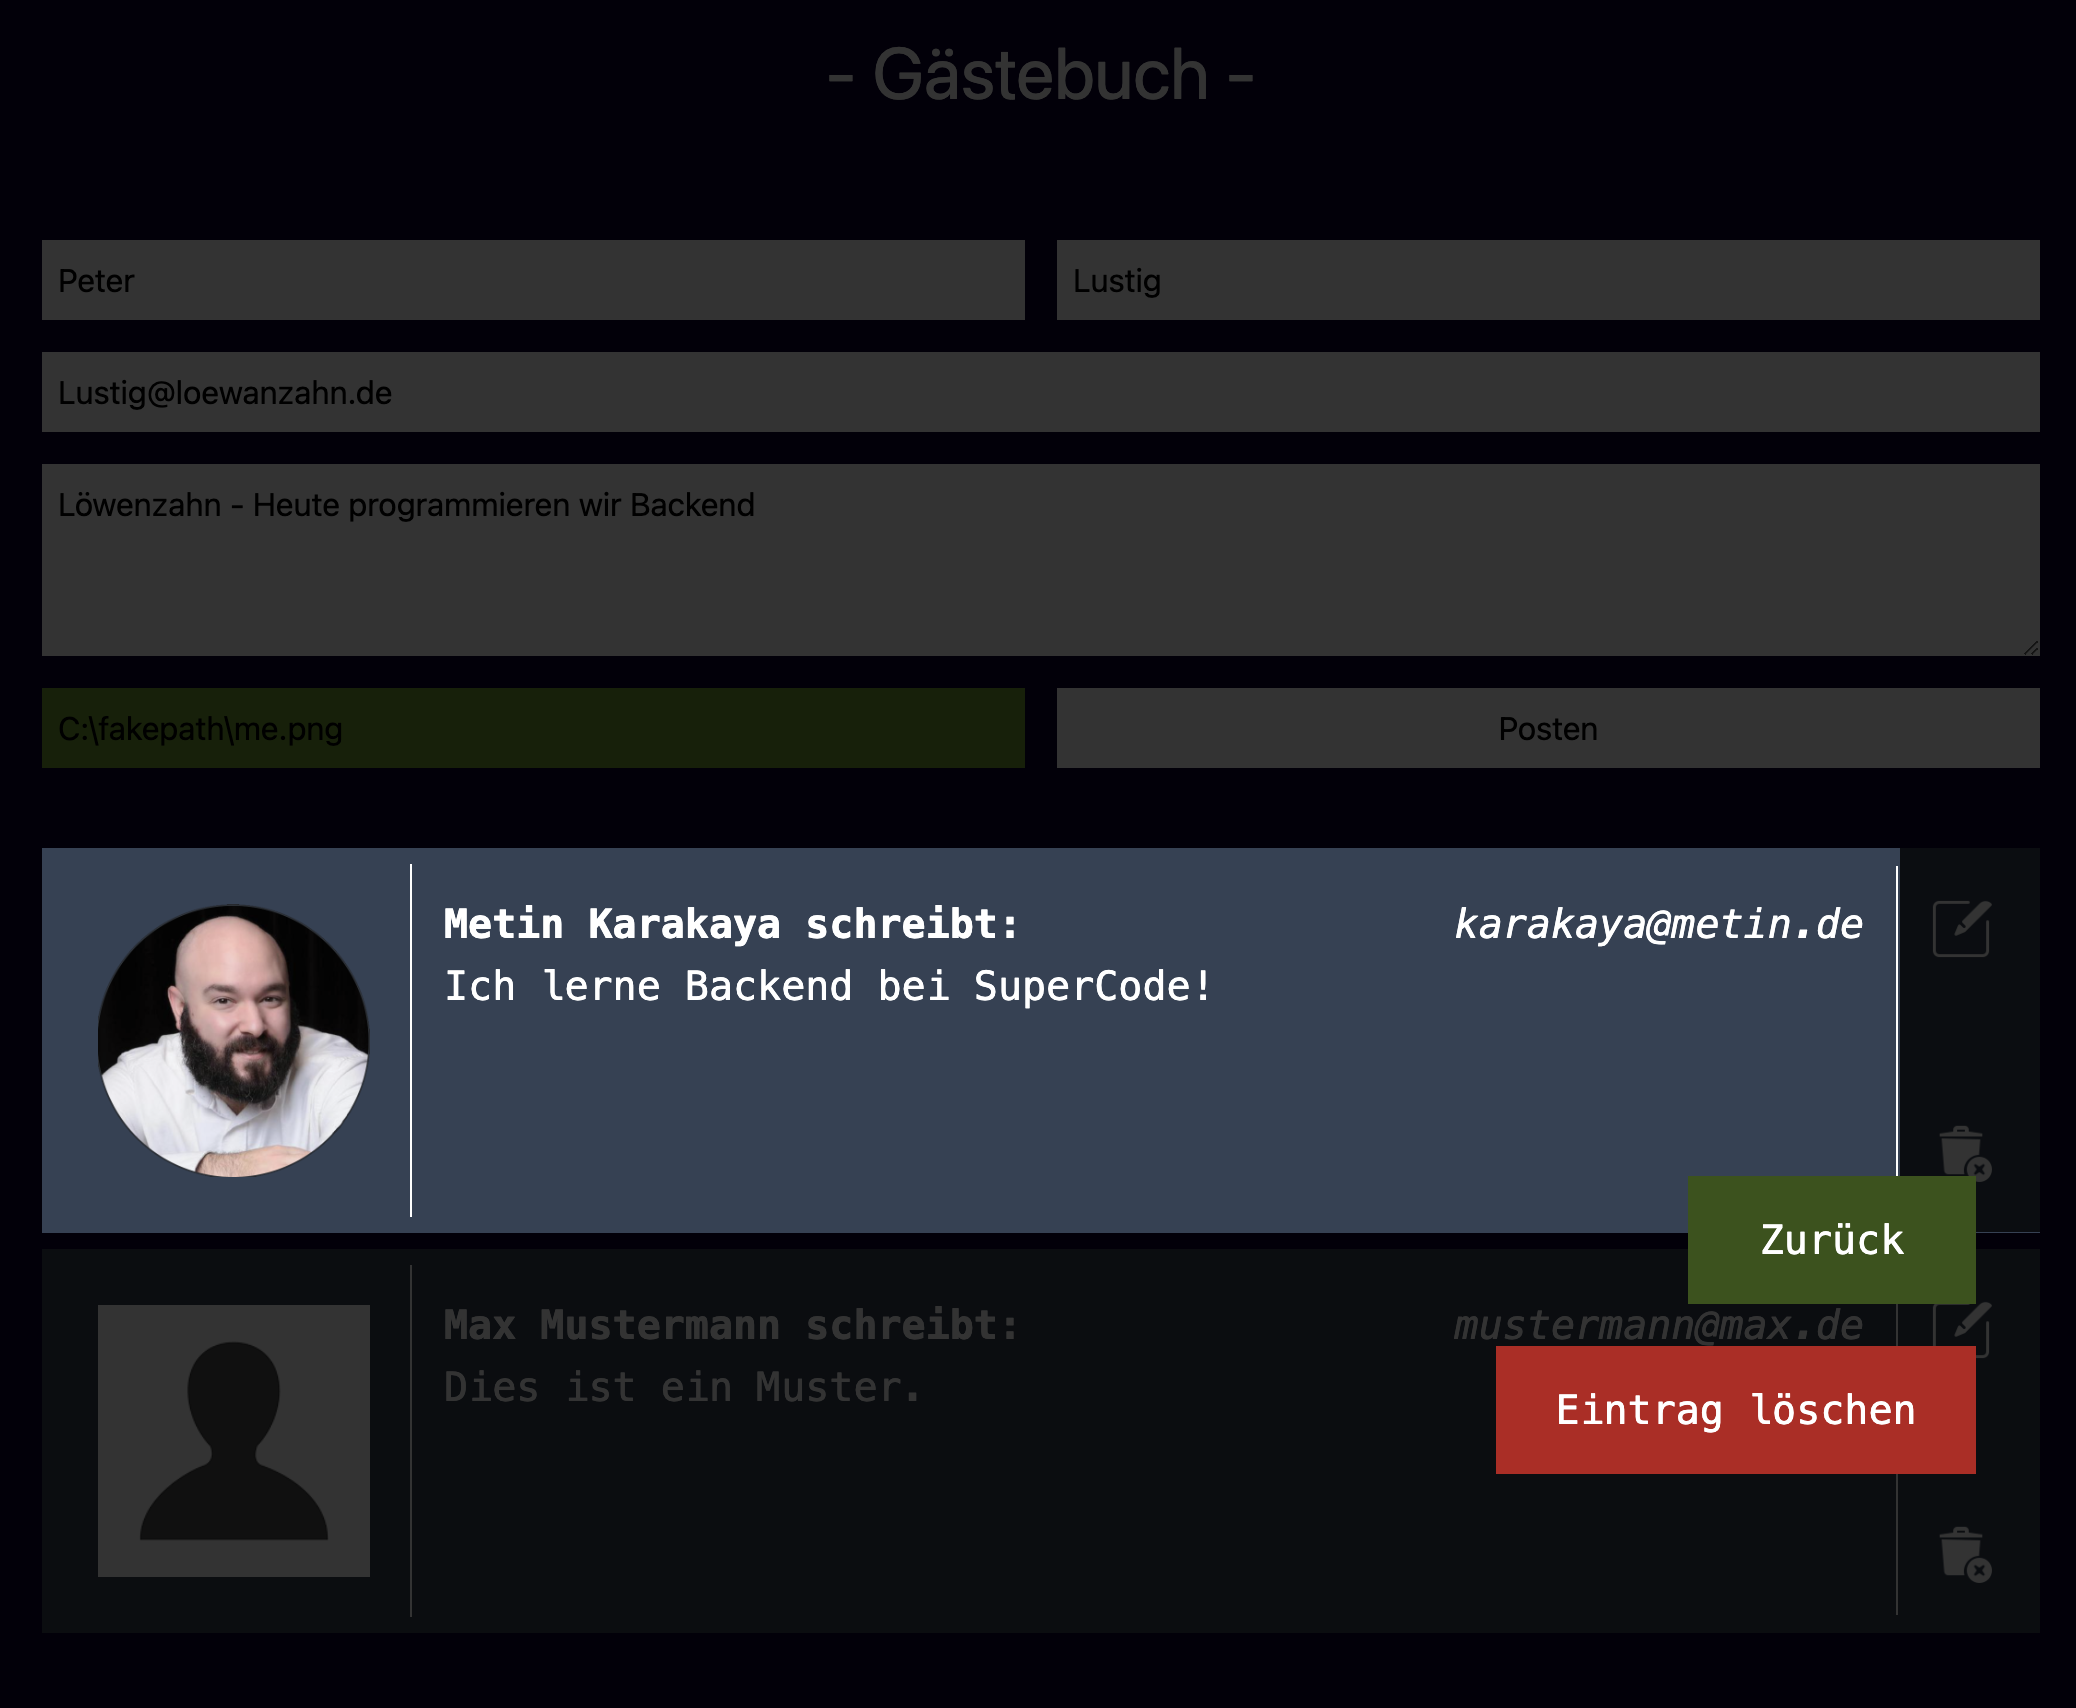 - Gästebuch -
Peter
Lustig
Lustig@loewanzahn.de
Löwenzahn - Heute programmieren wir Backend
C:\fakepath\me.png
Posten
Metin Karakaya schreibt:
karakaya@metin.de
Ich lerne Backend bei SuperCode!
Zurück
Max Mustermann schreibt:
mustermann@max.de
Dies ist ein Muster.
Eintrag löschen